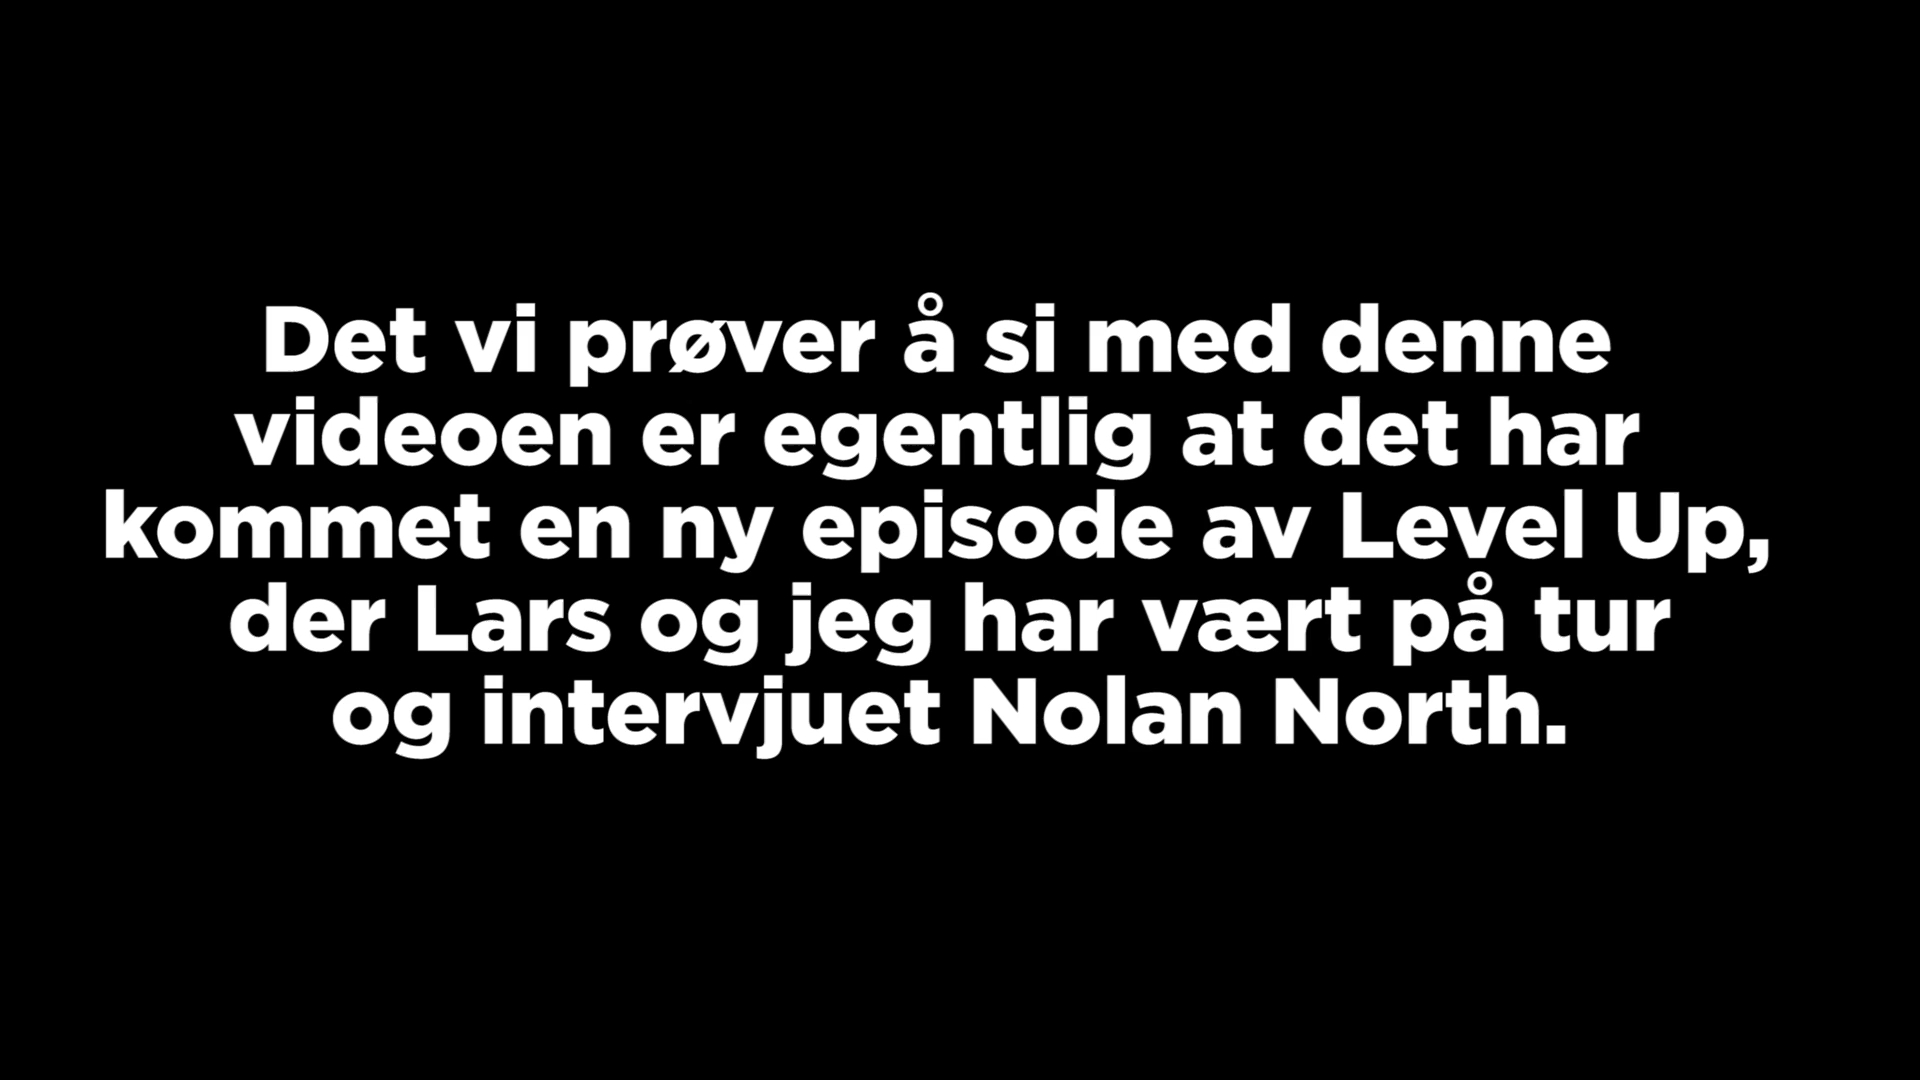 Det vi prøver å si med denne
videoen er egentlig at det har
kommet en ny episode av Level Up,
der Lars og jeg har vært på tur
og intervjuet Nolan North.